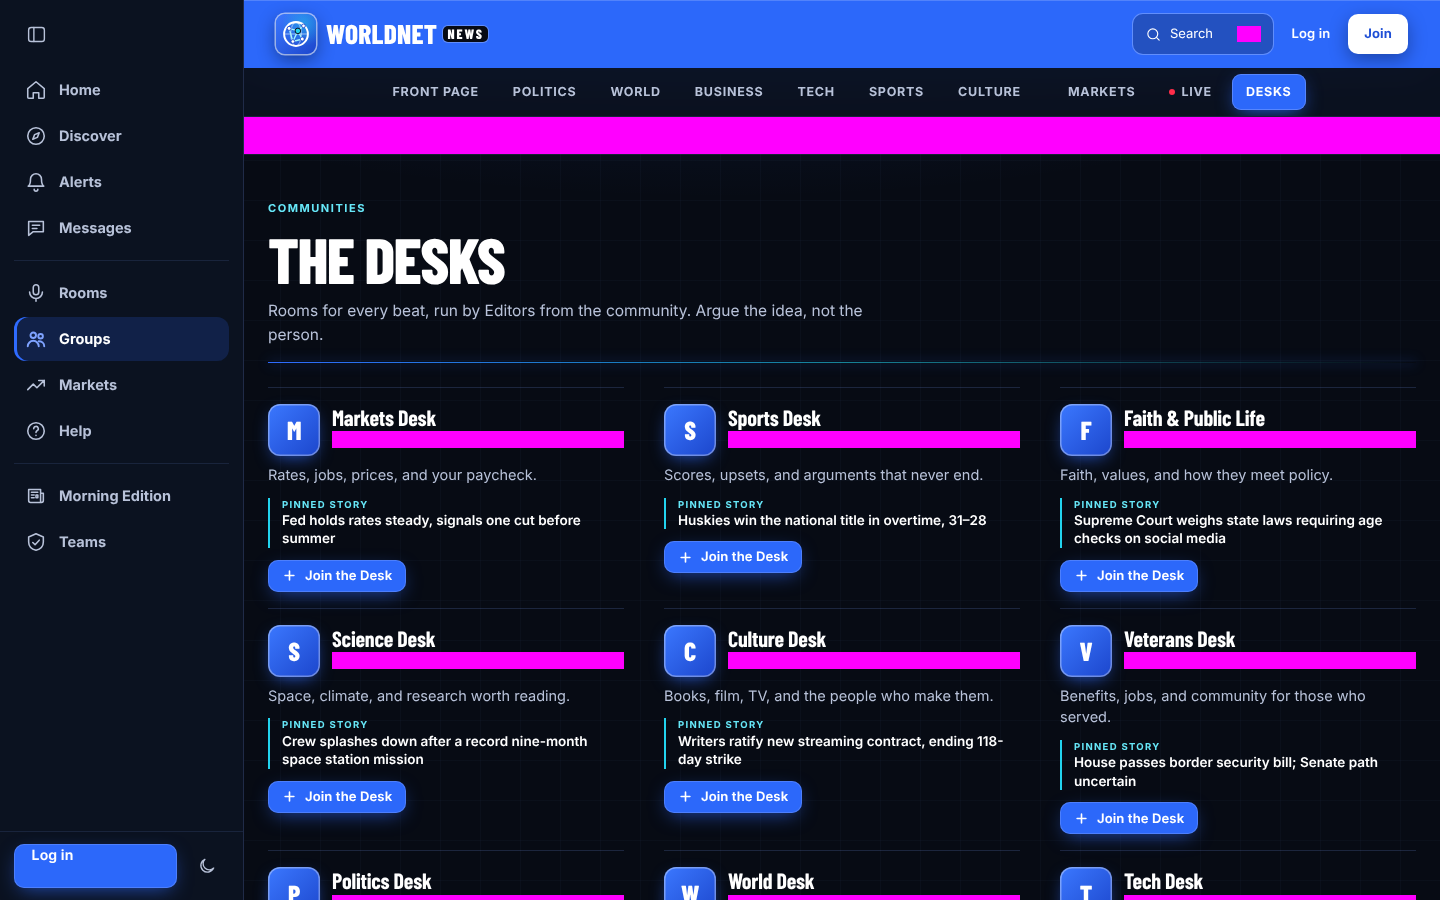 WORLDNET NEWS
Search
Log in
Join
Home
Discover
Alerts
Messages
Rooms
Groups
Markets
Help
Morning Edition
Teams
Log in
FRONT PAGE
POLITICS
WORLD
BUSINESS
TECH
SPORTS
CULTURE
MARKETS
LIVE
DESKS
COMMUNITIES
THE DESKS
Rooms for every beat, run by Editors from the community. Argue the idea, not the
person.
M
Markets Desk
Rates, jobs, prices, and your paycheck.
PINNED STORY
Fed holds rates steady, signals one cut before
summer
Join the Desk
S
Sports Desk
Scores, upsets, and arguments that never end.
PINNED STORY
Huskies win the national title in overtime, 31–28
Join the Desk
F
Faith & Public Life
Faith, values, and how they meet policy.
PINNED STORY
Supreme Court weighs state laws requiring age
checks on social media
Join the Desk
S
Science Desk
Space, climate, and research worth reading.
PINNED STORY
Crew splashes down after a record nine-month
space station mission
Join the Desk
C
Culture Desk
Books, film, TV, and the people who make them.
PINNED STORY
Writers ratify new streaming contract, ending 118-
day strike
Join the Desk
V
Veterans Desk
Benefits, jobs, and community for those who
served.
PINNED STORY
House passes border security bill; Senate path
uncertain
Join the Desk
P
Politics Desk
W
World Desk
T
Tech Desk